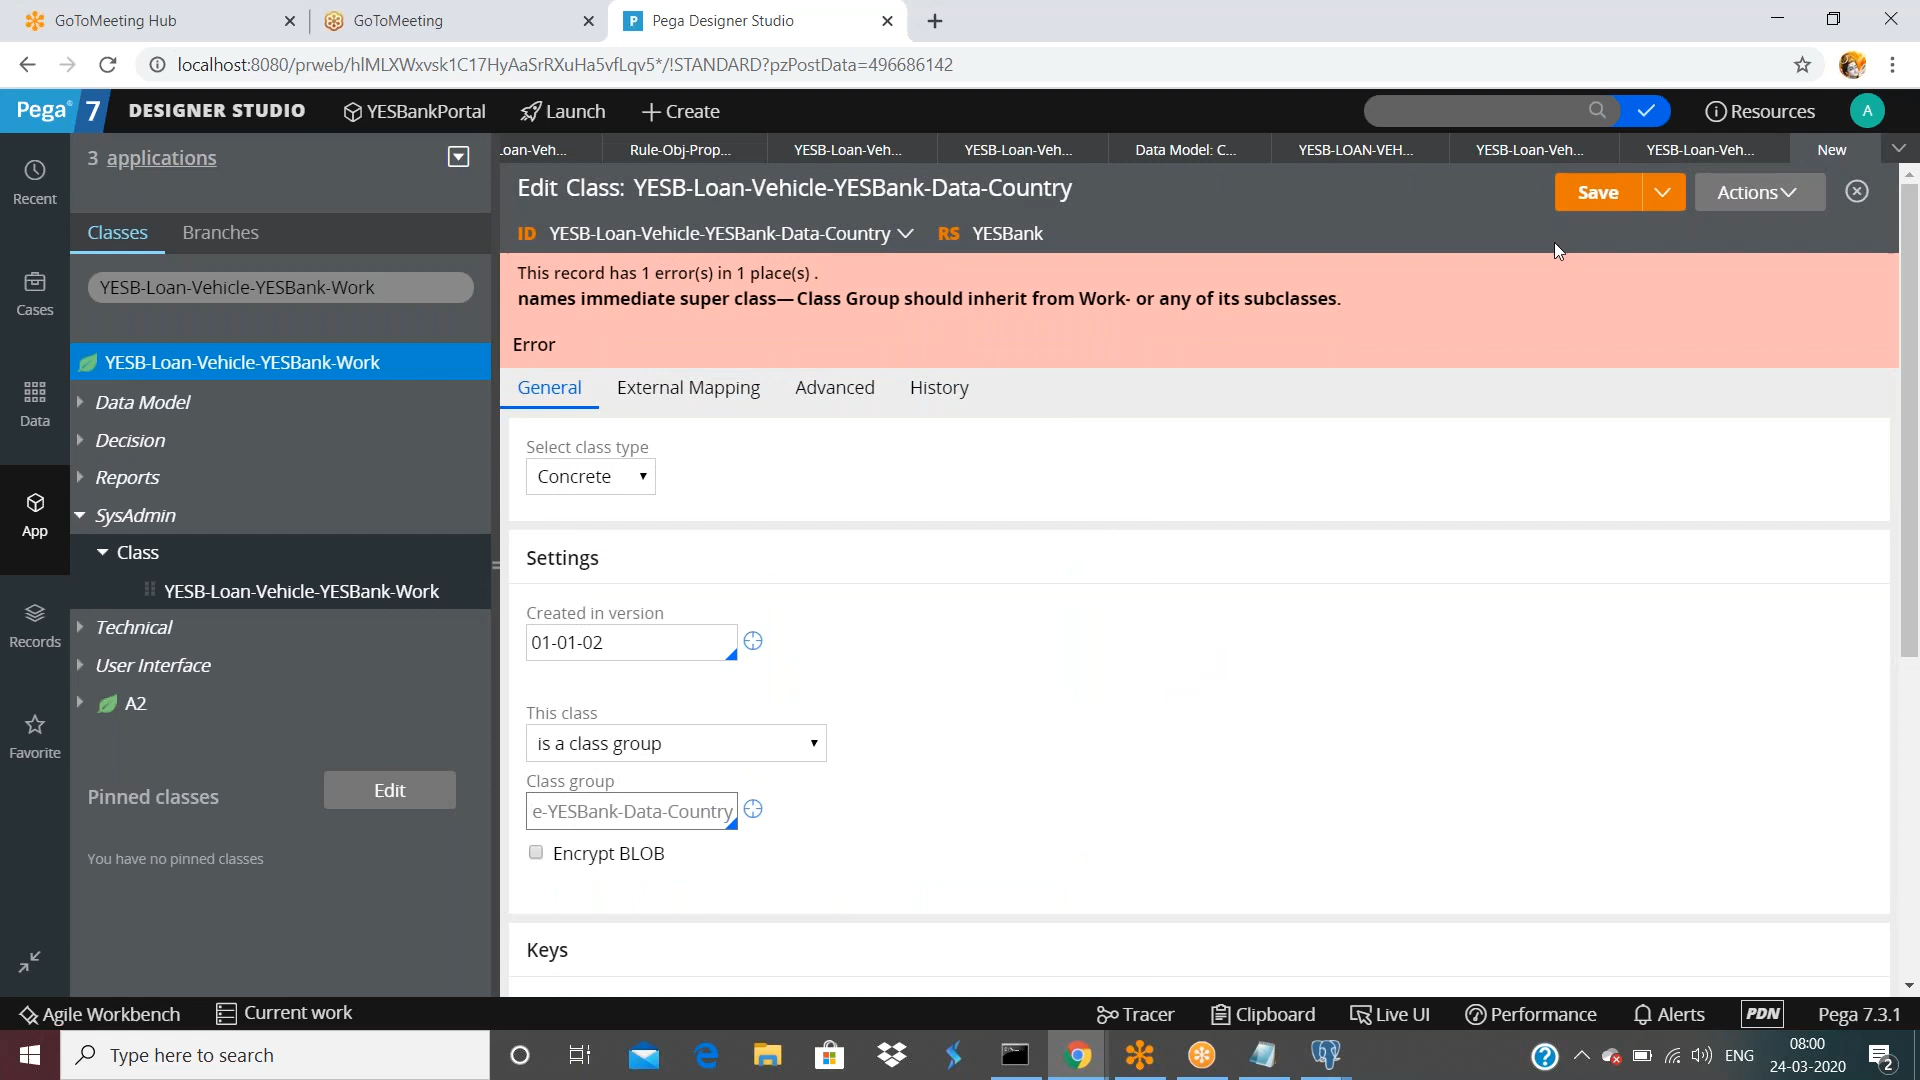 GoToMeeting Hub
GoToMeeting
Pega Designer Studio
localhost:8080/prweb/hIMLXWxvsk1C17HyAaSrRXuHa5vfLqv5*/!STANDARD?pzPostData=496686142
Pega 7 DESIGNER STUDIO YESBankPortal Launch Create Resources A
3 applications
oan-Veh... Rule-Obj-Prop... YESB-Loan-Veh... YESB-Loan-Veh... Data Model: C... YESB-LOAN-VEH... YESB-Loan-Veh... YESB-Loan-Veh... New
Recent
Cases
Data
App
Records
Favorite
Classes Branches
YESB-Loan-Vehicle-YESBank-Work
YESB-Loan-Vehicle-YESBank-Work
Data Model
Decision
Reports
SysAdmin
Class
YESB-Loan-Vehicle-YESBank-Work
Technical
User Interface
A2
Pinned classes
Edit
You have no pinned classes
Edit Class: YESB-Loan-Vehicle-YESBank-Data-Country
Save
Actions
ID YESB-Loan-Vehicle-YESBank-Data-Country RS YESBank
This record has 1 error(s) in 1 place(s) .
names immediate super class—Class Group should inherit from Work- or any of its subclasses.
Error
General External Mapping Advanced History
Select class type
Concrete
Settings
Created in version
01-01-02
This class
is a class group
Class group
e-YESBank-Data-Country
Encrypt BLOB
Keys
Agile Workbench Current work Tracer Clipboard Live UI Performance Alerts PDN Pega 7.3.1
Type here to search
ENG
08:00
24-03-2020
2